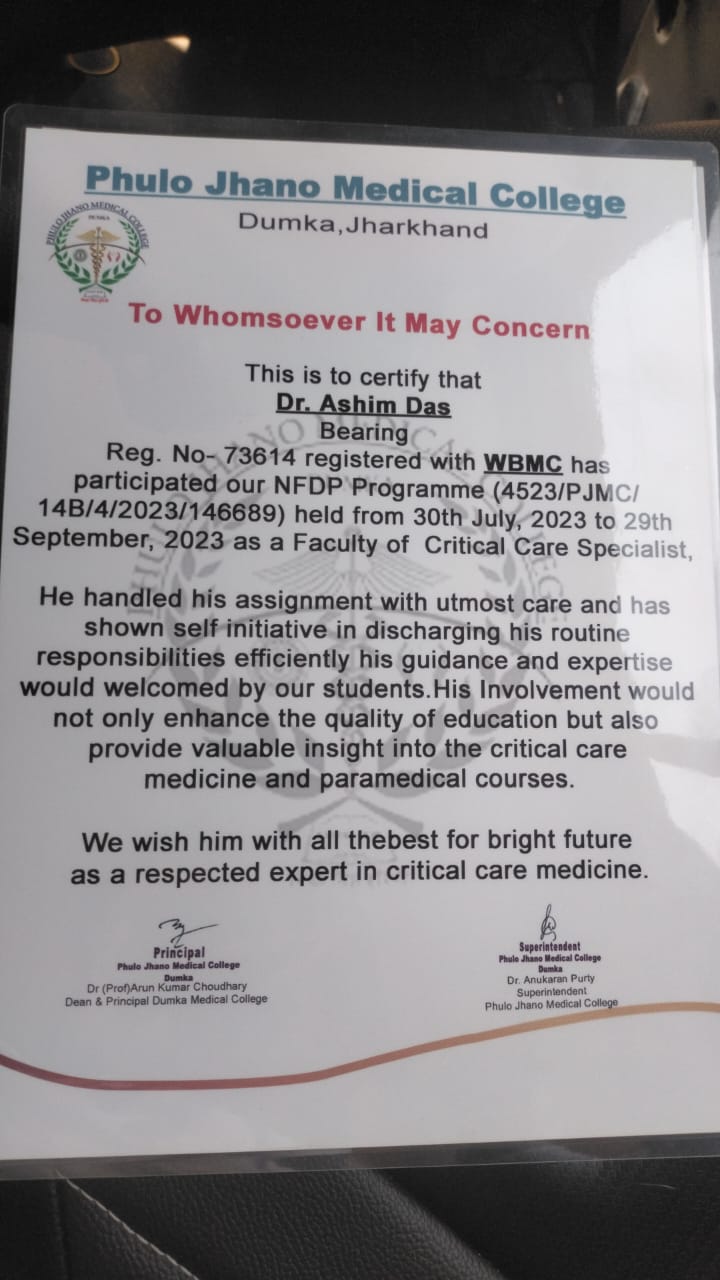 Phulo Jhano Medical College
Dumka,Jharkhand
PHULO JHANO MEDICAL COLLEGE
DUMKA
To Whomsoever It May Concern
This is to certify that
Dr. Ashim Das
Bearing
Reg. No- 73614 registered with WBMC has
participated our NFDP Programme (4523/PJMC/
14B/4/2023/146689) held from 30th July, 2023 to 29th
September, 2023 as a Faculty of Critical Care Specialist,
He handled his assignment with utmost care and has
shown self initiative in discharging his routine
responsibilities efficiently his guidance and expertise
would welcomed by our students.His Involvement would
not only enhance the quality of education but also
provide valuable insight into the critical care
medicine and paramedical courses.
We wish him with all thebest for bright future
as a respected expert in critical care medicine.
Principal
Phulo Jhano Medical College
Dumka
Dr (Prof)Arun Kumar Choudhary
Dean & Principal Dumka Medical College
Superintendent
Phulo Jhano Medical College
Dumka
Dr. Anukaran Purty
Superintendent
Phulo Jhano Medical College